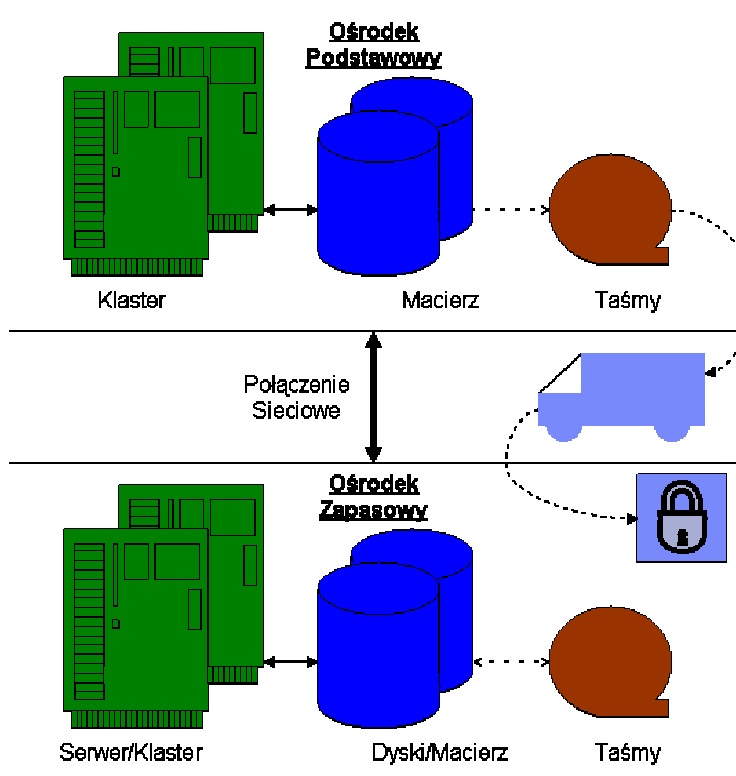 Ośrodek
Podstawowy
Klaster
Macierz
Taśmy
Połączenie
Sieciowe
Ośrodek
Zapasowy
Serwer/Klaster
Dyski/Macierz
Taśmy